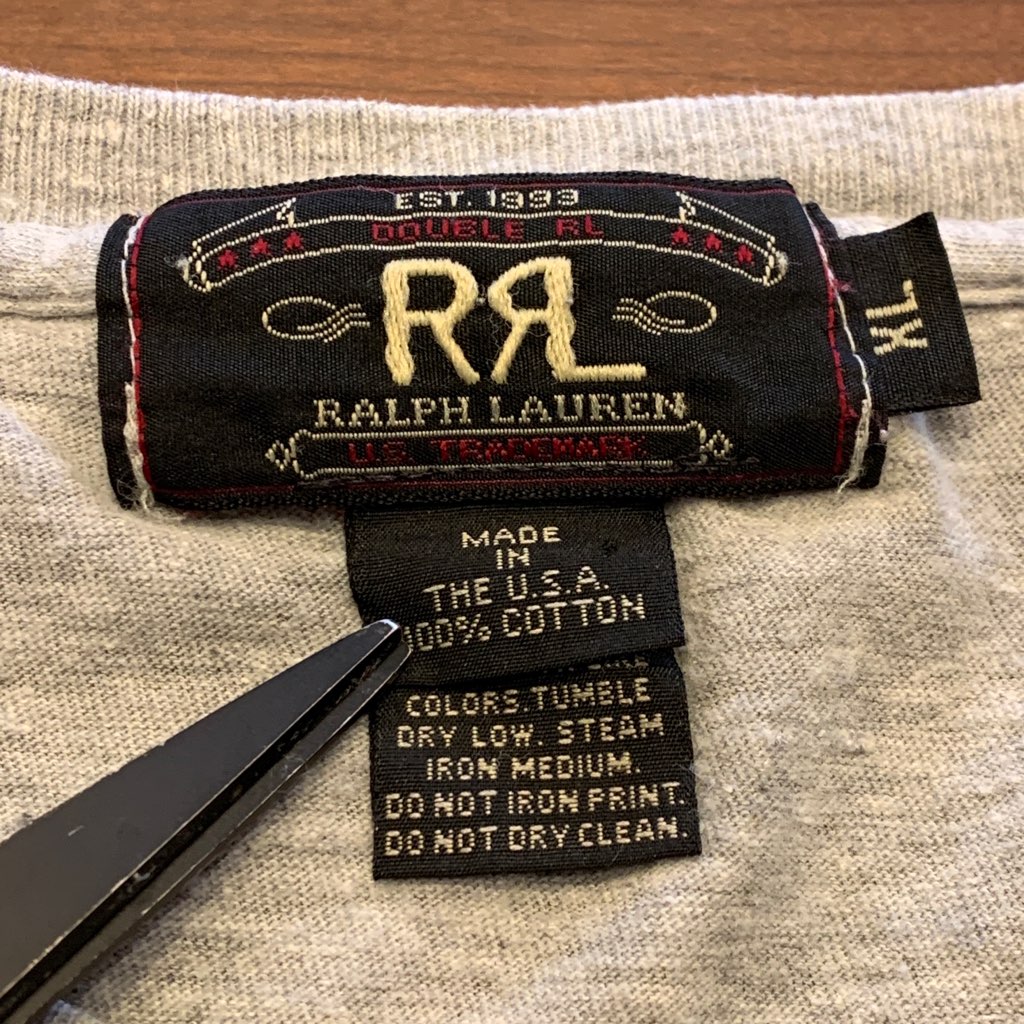 EST. 1993
DOUBLE RL
RRL
RALPH LAUREN
U.S. TRADEMARK
XL
MADE
IN
THE U.S.A.
100% COTTON
COLORS. TUMBLE
DRY LOW. STEAM
IRON MEDIUM.
DO NOT IRON PRINT.
DO NOT DRY CLEAN.